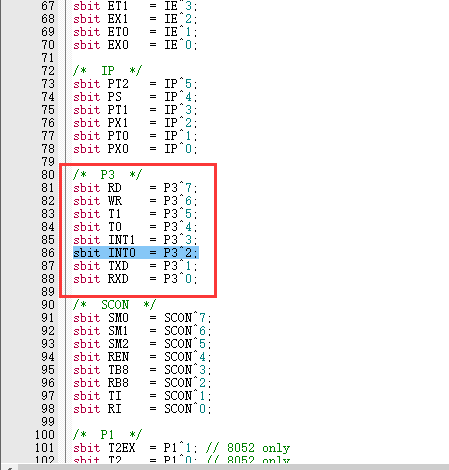 67 sbit ET1   = IE^3;
68 sbit EX1   = IE^2;
69 sbit ET0   = IE^1;
70 sbit EX0   = IE^0;
71
72 /*  IP  */
73 sbit PT2   = IP^5;
74 sbit PS    = IP^4;
75 sbit PT1   = IP^3;
76 sbit PX1   = IP^2;
77 sbit PT0   = IP^1;
78 sbit PX0   = IP^0;
79
80 /*  P3  */
81 sbit RD    = P3^7;
82 sbit WR    = P3^6;
83 sbit T1    = P3^5;
84 sbit T0    = P3^4;
85 sbit INT1  = P3^3;
86 sbit INT0  = P3^2;
87 sbit TXD   = P3^1;
88 sbit RXD   = P3^0;
89
90 /*  SCON  */
91 sbit SM0   = SCON^7;
92 sbit SM1   = SCON^6;
93 sbit SM2   = SCON^5;
94 sbit REN   = SCON^4;
95 sbit TB8   = SCON^3;
96 sbit RB8   = SCON^2;
97 sbit TI    = SCON^1;
98 sbit RI    = SCON^0;
99
100 /*  P1  */
101 sbit T2EX  = P1^1; // 8052 only
102 sbit T2    = P1^0; // 8052 only